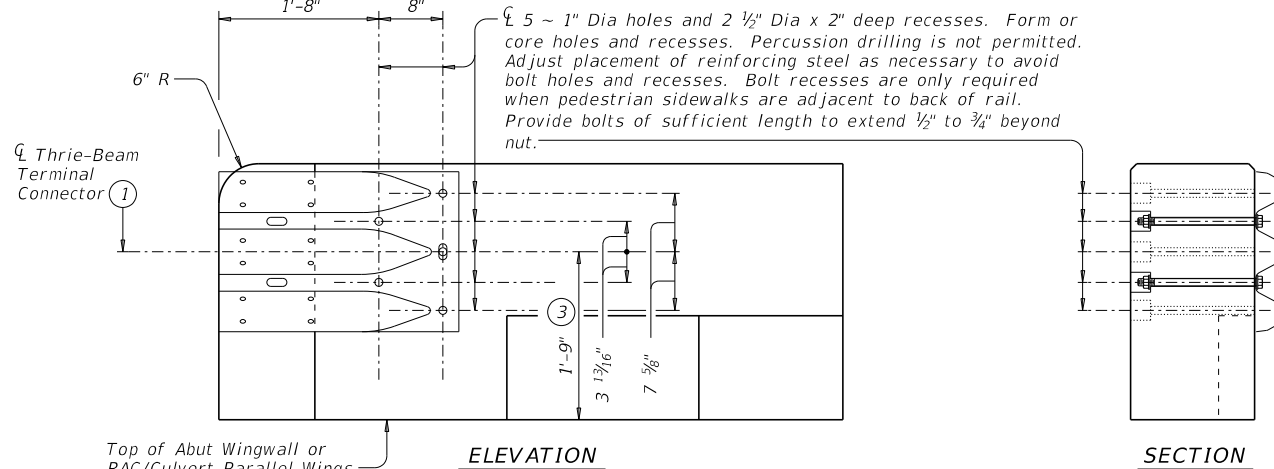 1'-8"
8"
℄ 5 ~ 1" Dia holes and 2 ½" Dia x 2" deep recesses. Form or
core holes and recesses. Percussion drilling is not permitted.
Adjust placement of reinforcing steel as necessary to avoid
bolt holes and recesses. Bolt recesses are only required
when pedestrian sidewalks are adjacent to back of rail.
Provide bolts of sufficient length to extend ½" to ¾" beyond
nut.
6" R
℄ Thrie-Beam
Terminal
Connector 1
3
1'-9"
3 13/16"
7 5/8"
Top of Abut Wingwall or
RAC/Culvert Parallel Wings
ELEVATION
SECTION